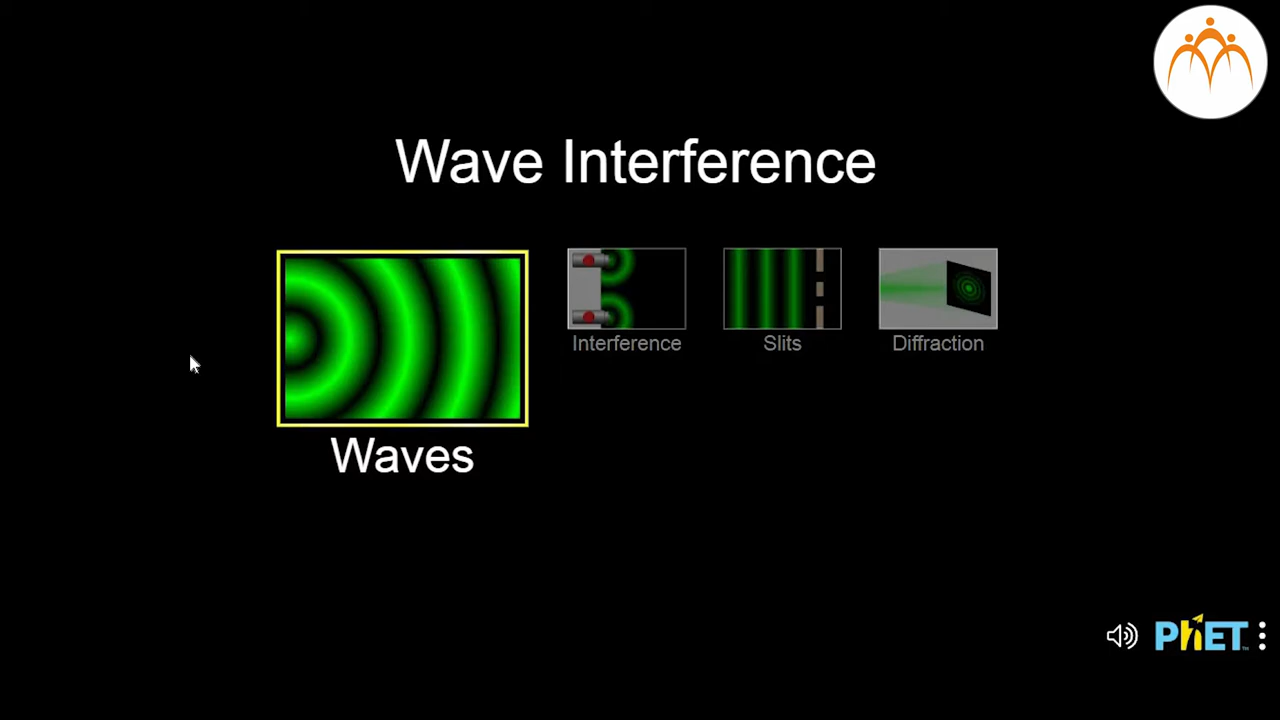 Wave Interference
Interference
Slits
Diffraction
Waves
PhET